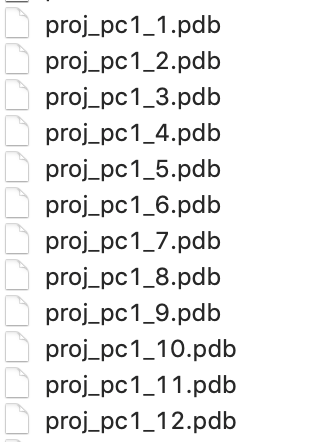 proj_pc1_1.pdb
proj_pc1_2.pdb
proj_pc1_3.pdb
proj_pc1_4.pdb
proj_pc1_5.pdb
proj_pc1_6.pdb
proj_pc1_7.pdb
proj_pc1_8.pdb
proj_pc1_9.pdb
proj_pc1_10.pdb
proj_pc1_11.pdb
proj_pc1_12.pdb